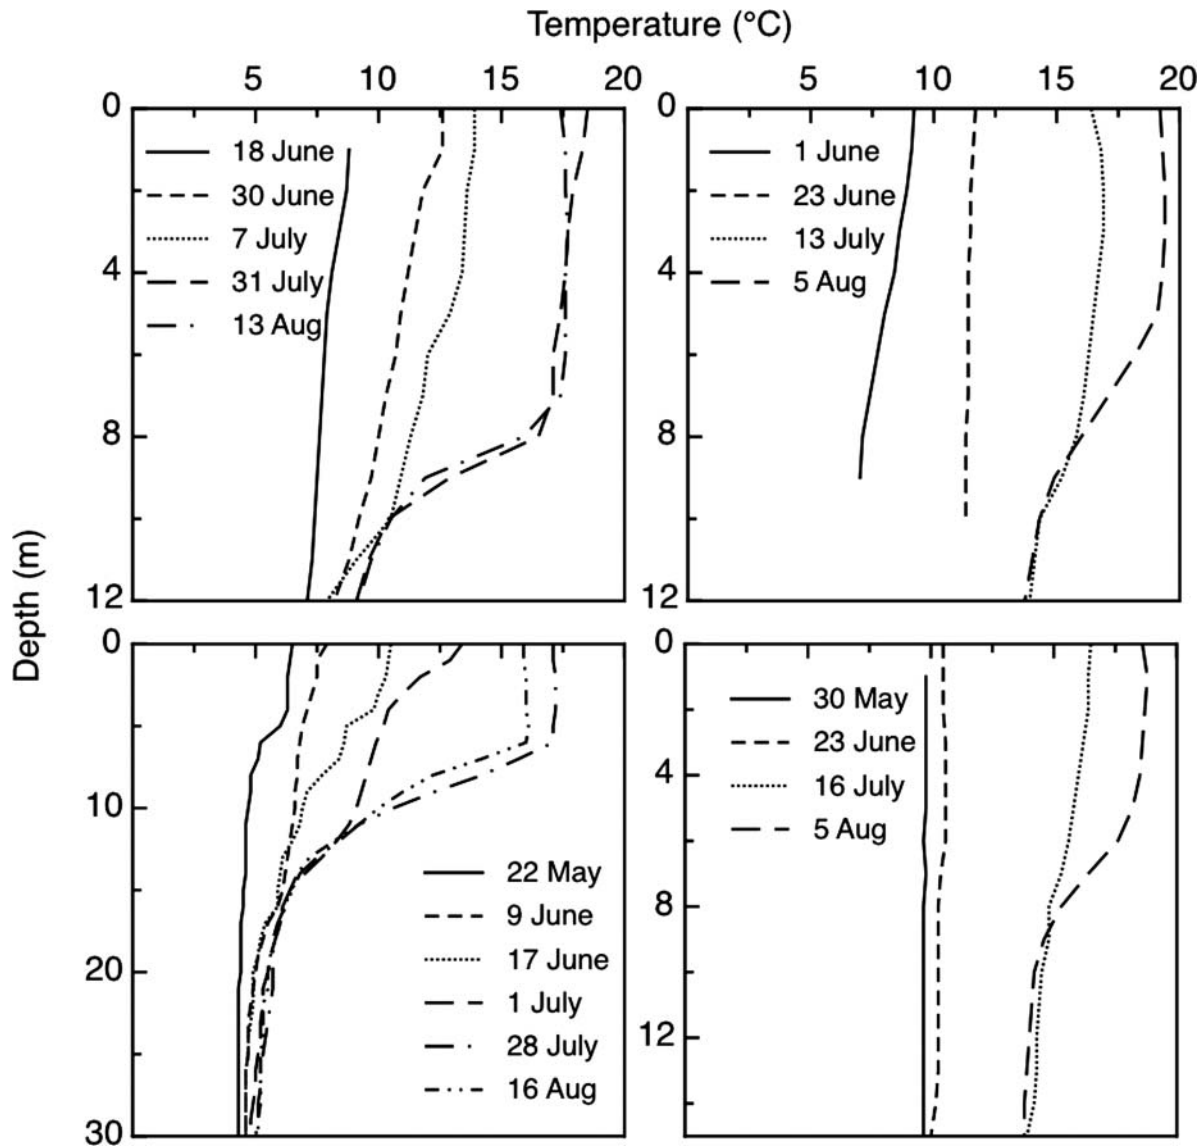 Temperature (°C)
5 10 15 20 5 10 15 20
0 0
18 June 1 June
30 June 23 June
7 July 13 July
31 July 5 Aug
13 Aug
4 4
8 8
12 12
Depth (m)
0 0
30 May
23 June
16 July
5 Aug
4
10
8
22 May
9 June
17 June
1 July
28 July
16 Aug
20
12
30